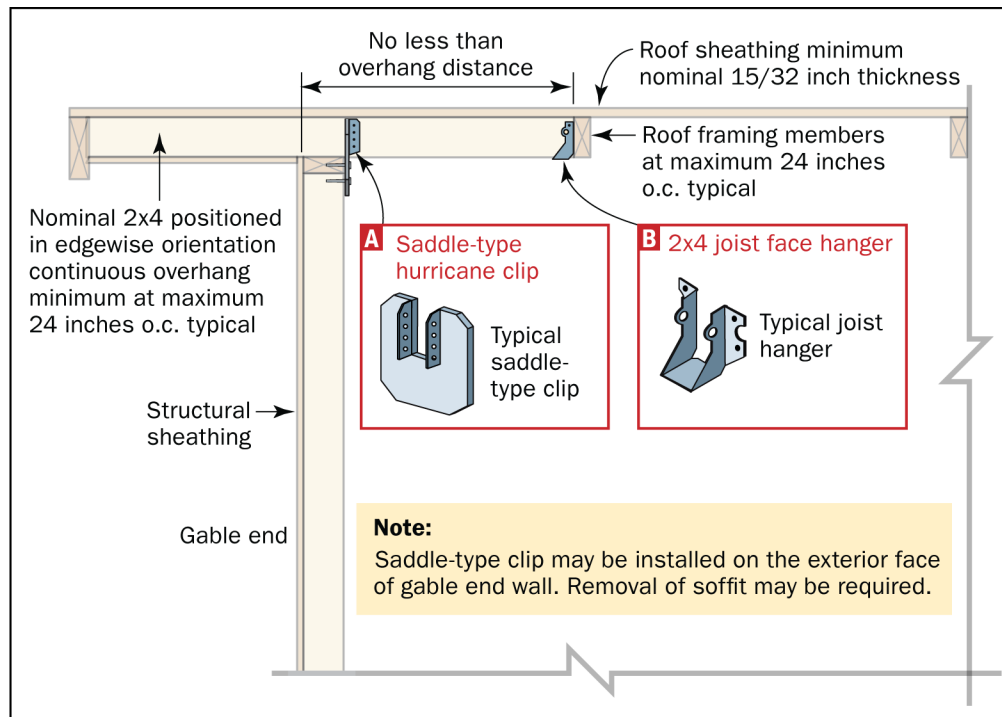 No less than
overhang distance
Roof sheathing minimum
nominal 15/32 inch thickness
Roof framing members
at maximum 24 inches
o.c. typical
Nominal 2x4 positioned
in edgewise orientation
continuous overhang
minimum at maximum
24 inches o.c. typical
A Saddle-type
hurricane clip
Typical
saddle-
type clip
B 2x4 joist face hanger
Typical joist
hanger
Structural
sheathing
Gable end
Note:
Saddle-type clip may be installed on the exterior face
of gable end wall. Removal of soffit may be required.